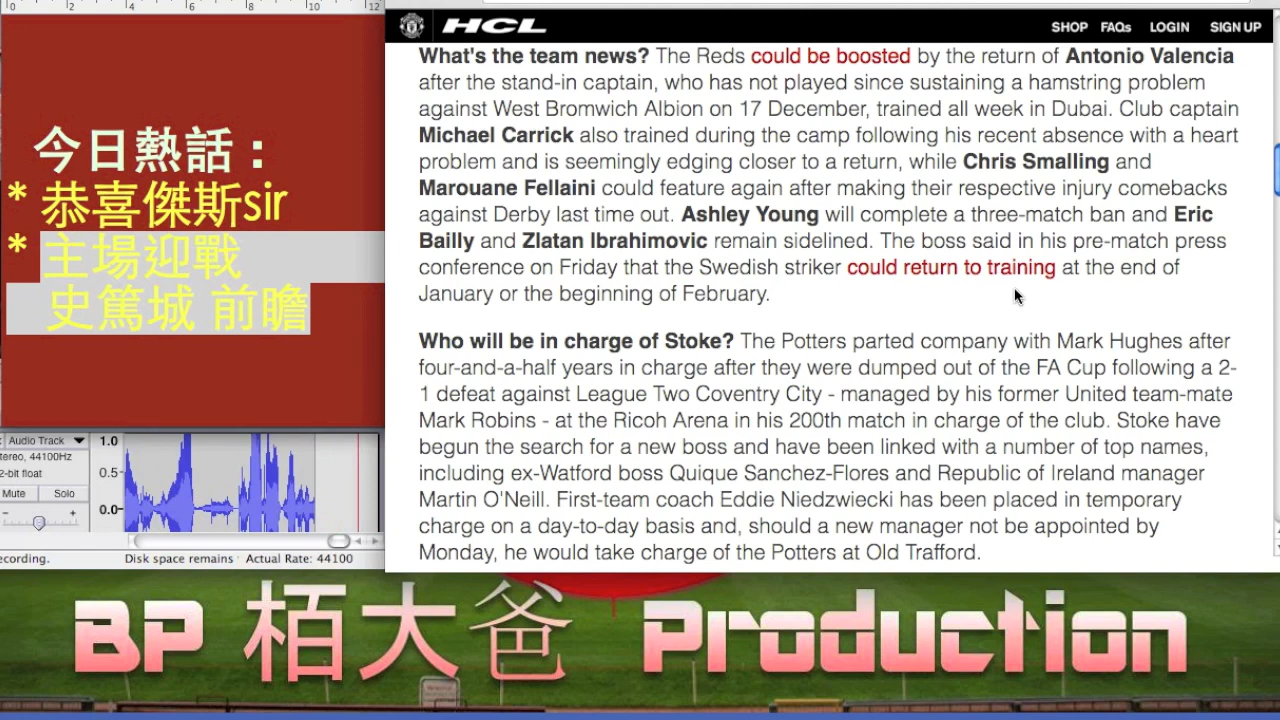 0 2 4 6 8 10 12
HCL
SHOP FAQs LOGIN SIGN UP
今日熱話：
* 恭喜傑斯sir
* 主場迎戰
史篤城 前瞻
What's the team news? The Reds could be boosted by the return of Antonio Valencia
after the stand-in captain, who has not played since sustaining a hamstring problem
against West Bromwich Albion on 17 December, trained all week in Dubai. Club captain
Michael Carrick also trained during the camp following his recent absence with a heart
problem and is seemingly edging closer to a return, while Chris Smalling and
Marouane Fellaini could feature again after making their respective injury comebacks
against Derby last time out. Ashley Young will complete a three-match ban and Eric
Bailly and Zlatan Ibrahimovic remain sidelined. The boss said in his pre-match press
conference on Friday that the Swedish striker could return to training at the end of
January or the beginning of February.
Who will be in charge of Stoke? The Potters parted company with Mark Hughes after
four-and-a-half years in charge after they were dumped out of the FA Cup following a 2-
1 defeat against League Two Coventry City - managed by his former United team-mate
Mark Robins - at the Ricoh Arena in his 200th match in charge of the club. Stoke have
begun the search for a new boss and have been linked with a number of top names,
including ex-Watford boss Quique Sanchez-Flores and Republic of Ireland manager
Martin O'Neill. First-team coach Eddie Niedzwiecki has been placed in temporary
charge on a day-to-day basis and, should a new manager not be appointed by
Monday, he would take charge of the Potters at Old Trafford.
Audio Track 1.0
tereo, 44100Hz
2-bit float 0.5-
Mute Solo
- + 0.0-
ecording. Disk space remains Actual Rate: 44100
BP 栢大爸 Production